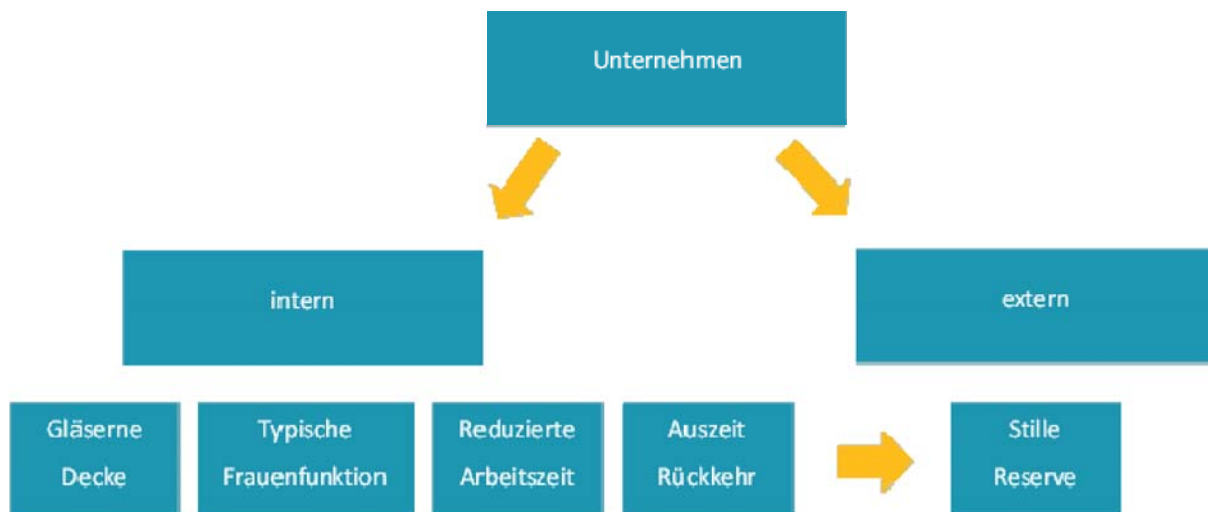 Unternehmen
intern
extern
Gläserne
Decke
Typische
Frauenfunktion
Reduzierte
Arbeitszeit
Auszeit
Rückkehr
Stille
Reserve